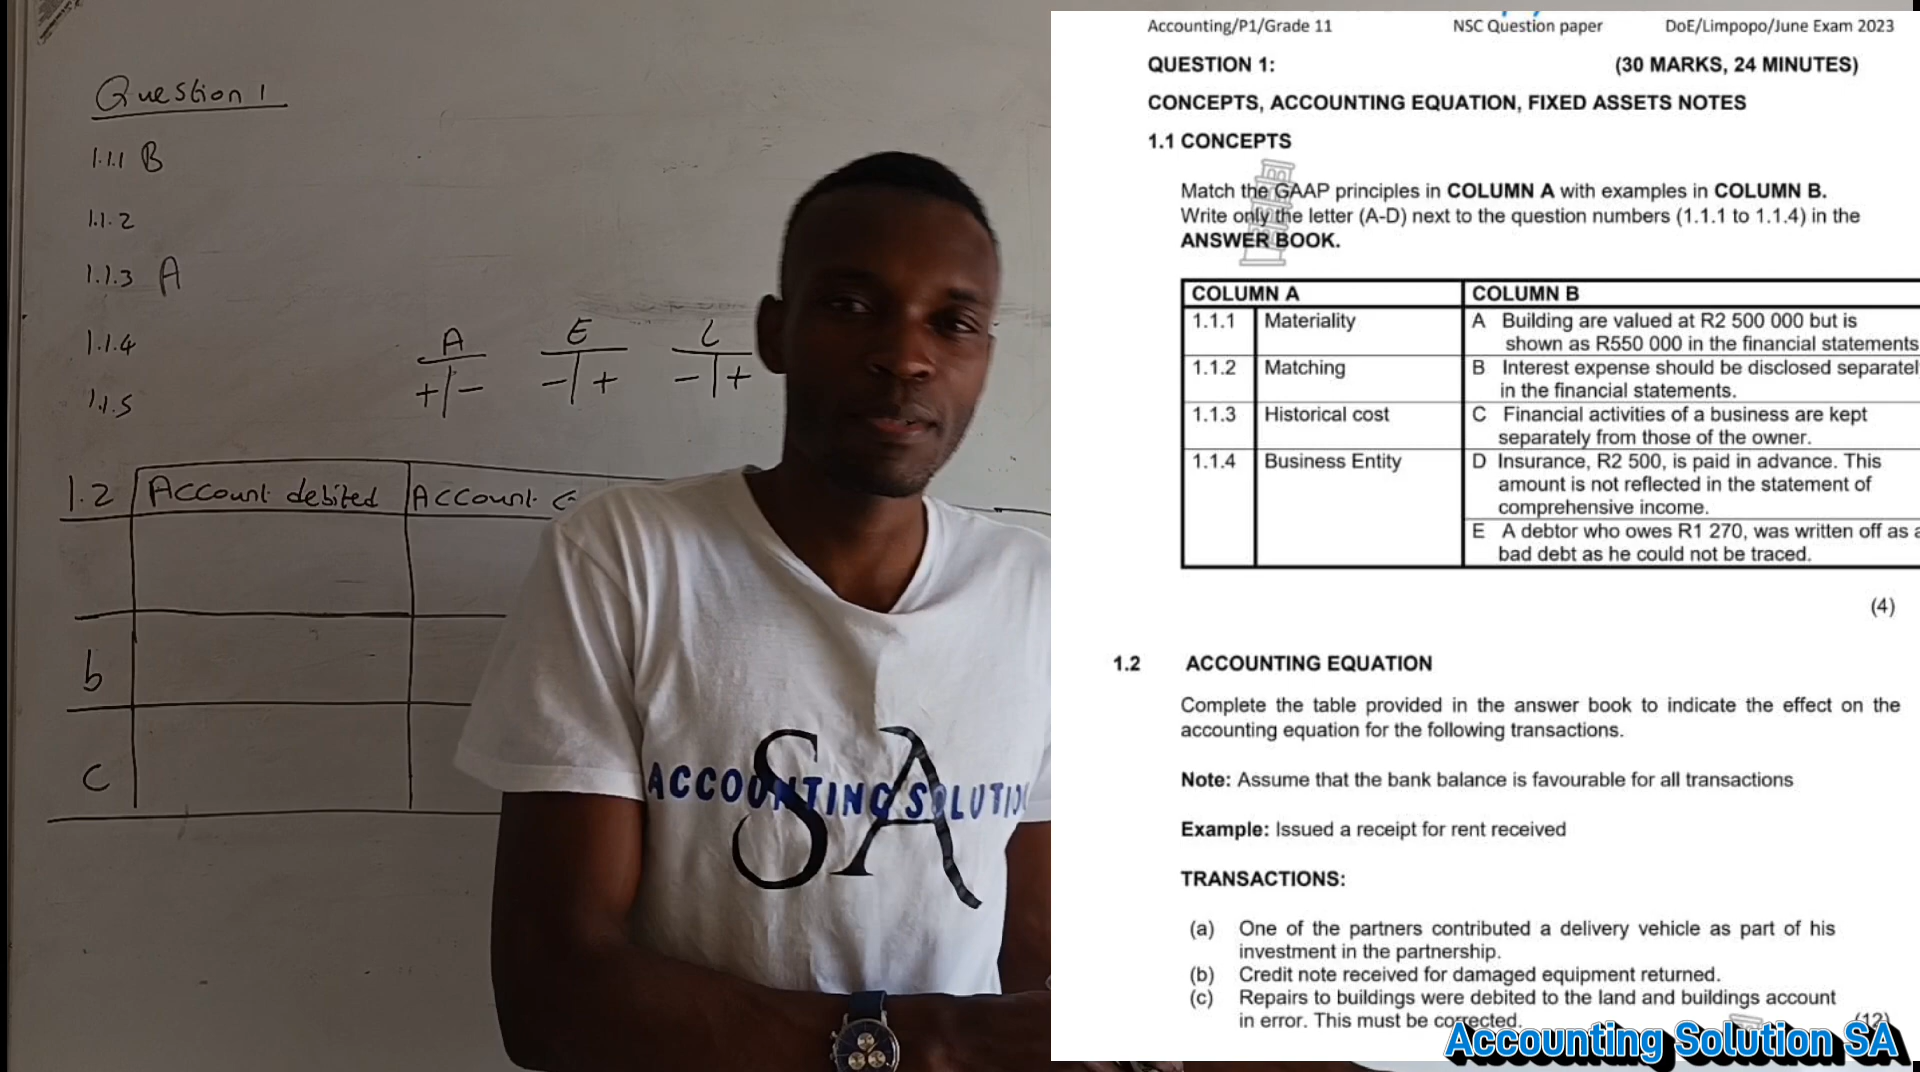 Question 1
1.1.1 B
1.1.2
1.1.3 A
1.1.4
1.1.5
A E L
+ - - + - +
1.2 Account debited Account
b
c
ACCOUNTING SOLUTION
SA
Accounting/P1/Grade 11 NSC Question paper DoE/Limpopo/June Exam 2023
QUESTION 1: (30 MARKS, 24 MINUTES)
CONCEPTS, ACCOUNTING EQUATION, FIXED ASSETS NOTES
1.1 CONCEPTS
Match the GAAP principles in COLUMN A with examples in COLUMN B.
Write only the letter (A-D) next to the question numbers (1.1.1 to 1.1.4) in the
ANSWER BOOK.
COLUMN A COLUMN B
1.1.1 Materiality A Building are valued at R2 500 000 but is
shown as R550 000 in the financial statements
1.1.2 Matching B Interest expense should be disclosed separatel
in the financial statements.
1.1.3 Historical cost C Financial activities of a business are kept
separately from those of the owner.
1.1.4 Business Entity D Insurance, R2 500, is paid in advance. This
amount is not reflected in the statement of
comprehensive income.
E A debtor who owes R1 270, was written off as a
bad debt as he could not be traced.
(4)
1.2 ACCOUNTING EQUATION
Complete the table provided in the answer book to indicate the effect on the
accounting equation for the following transactions.
Note: Assume that the bank balance is favourable for all transactions
Example: Issued a receipt for rent received
TRANSACTIONS:
(a) One of the partners contributed a delivery vehicle as part of his
investment in the partnership.
(b) Credit note received for damaged equipment returned.
(c) Repairs to buildings were debited to the land and buildings account
in error. This must be corrected. (12)
Accounting Solution SA